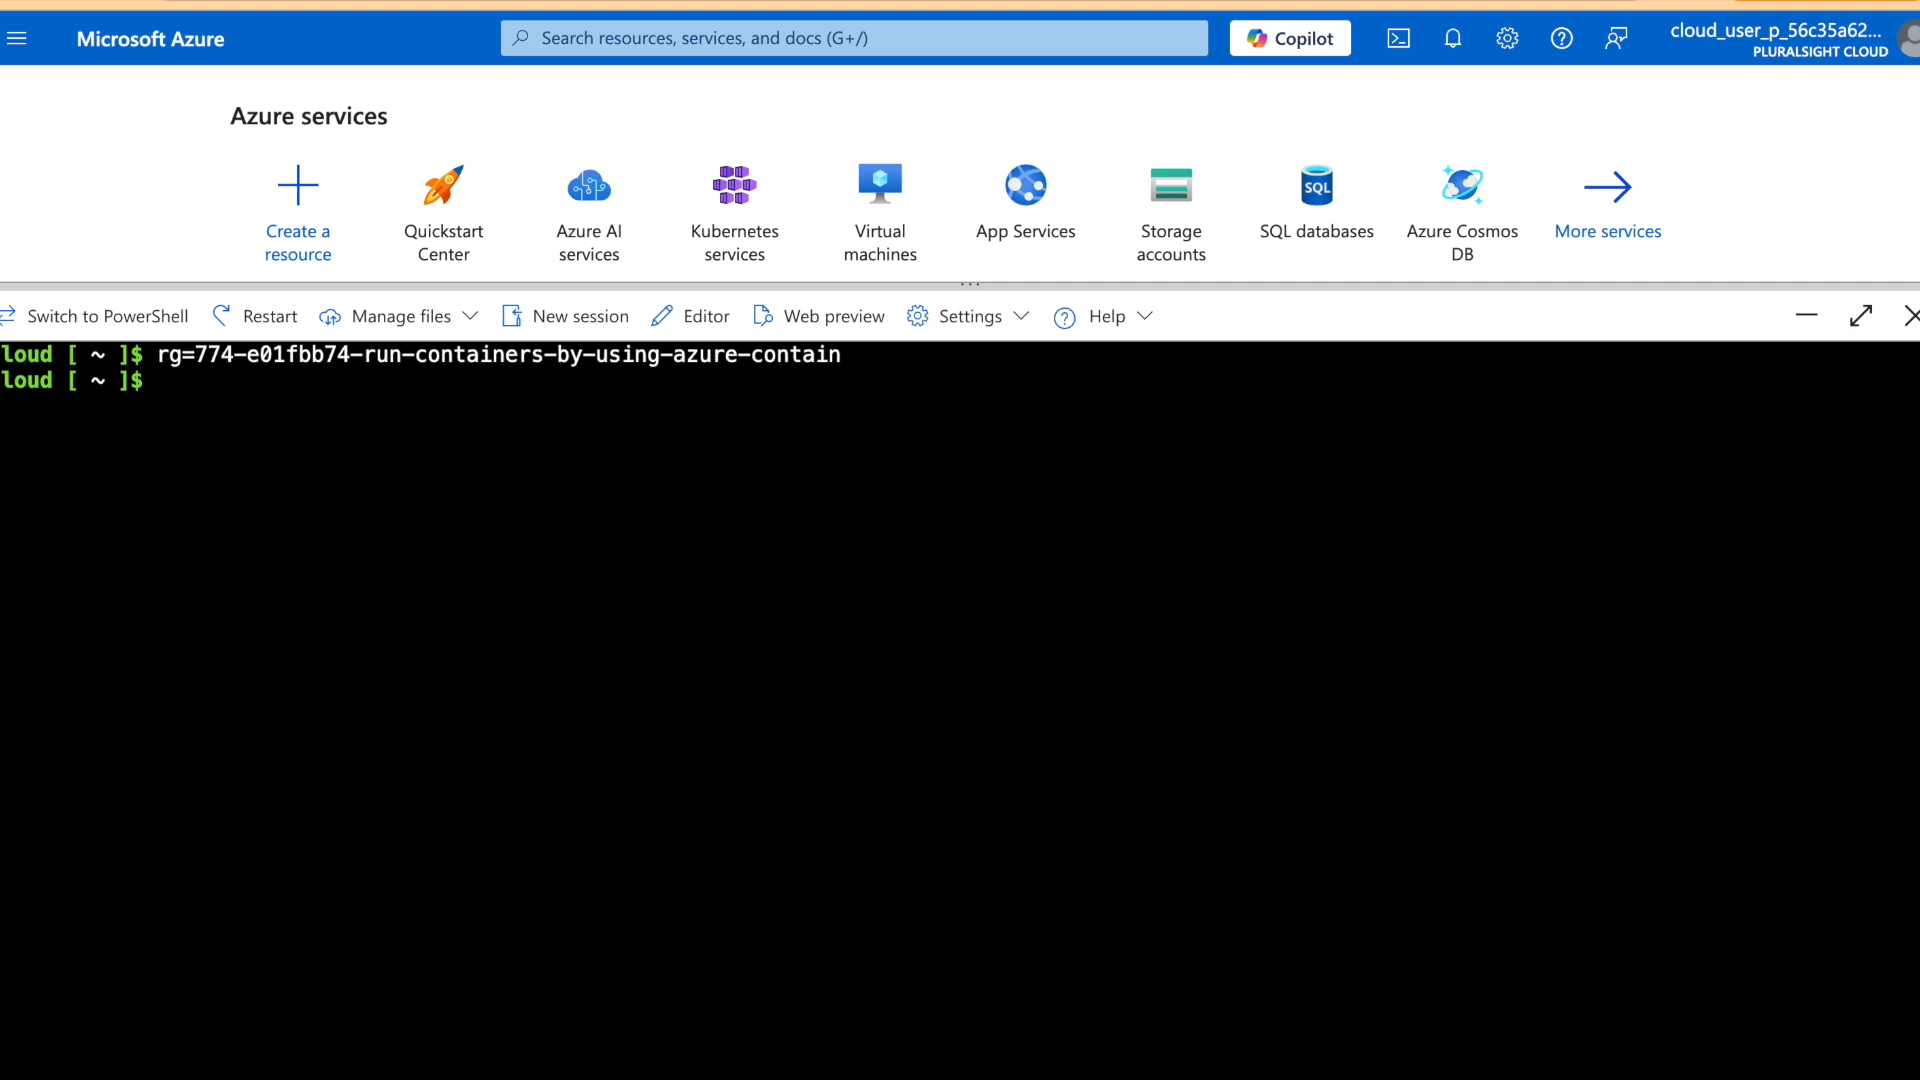 Microsoft Azure
Search resources, services, and docs (G+/)
Copilot
cloud_user_p_56c35a62...
PLURALSIGHT CLOUD
Azure services
Create a resource
Quickstart Center
Azure AI services
Kubernetes services
Virtual machines
App Services
Storage accounts
SQL
SQL databases
Azure Cosmos DB
More services
Switch to PowerShell
Restart
Manage files
New session
Editor
Web preview
Settings
Help
loud [ ~ ]$ rg=774-e01fbb74-run-containers-by-using-azure-contain
loud [ ~ ]$